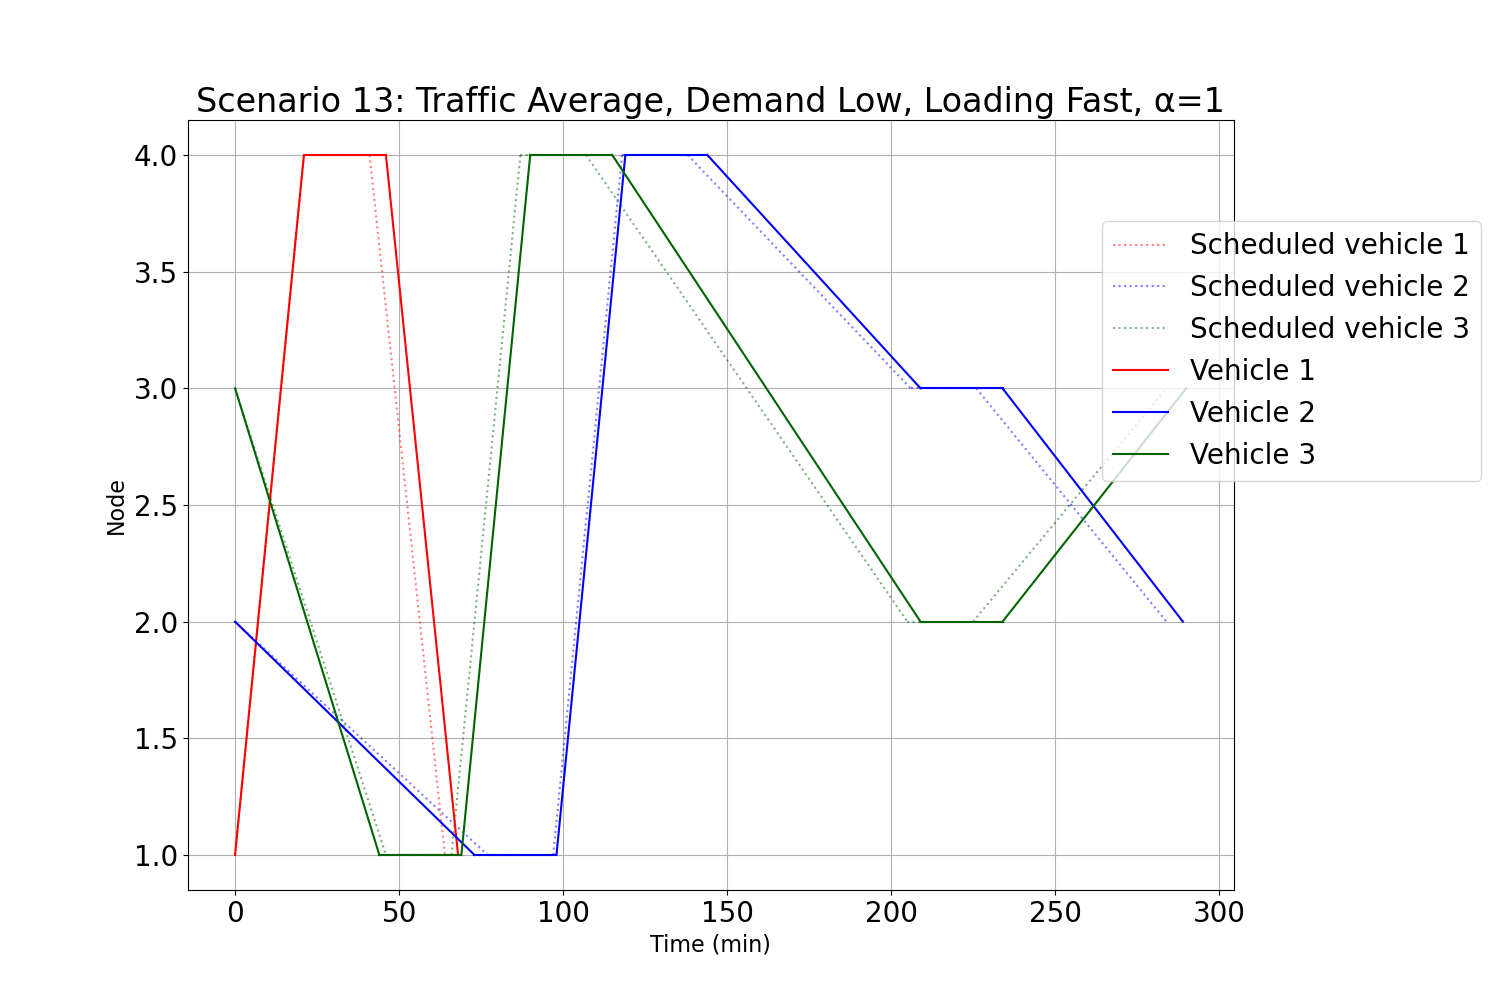 Scenario 13: Traffic Average, Demand Low, Loading Fast, α=1
4.0
3.5
3.0
2.5
2.0
1.5
1.0
Node
0 50 100 150 200 250 300
Time (min)
Scheduled vehicle 1
Scheduled vehicle 2
Scheduled vehicle 3
Vehicle 1
Vehicle 2
Vehicle 3